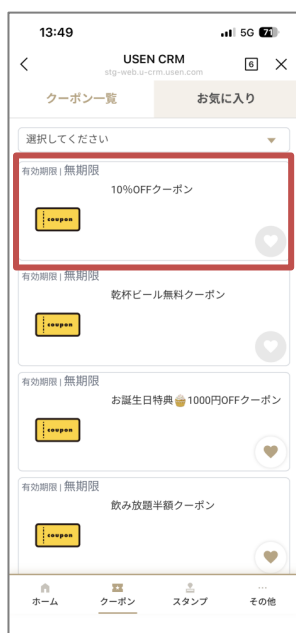 13:49
5G 71
USEN CRM
stg-web.u-crm.usen.com
6
クーポン一覧
お気に入り
選択してください
有効期限 | 無期限
10%OFFクーポン
coupon
有効期限 | 無期限
乾杯ビール無料クーポン
coupon
有効期限 | 無期限
お誕生日特典🧁1000円OFFクーポン
coupon
有効期限 | 無期限
飲み放題半額クーポン
coupon
ホーム
クーポン
スタンプ
その他